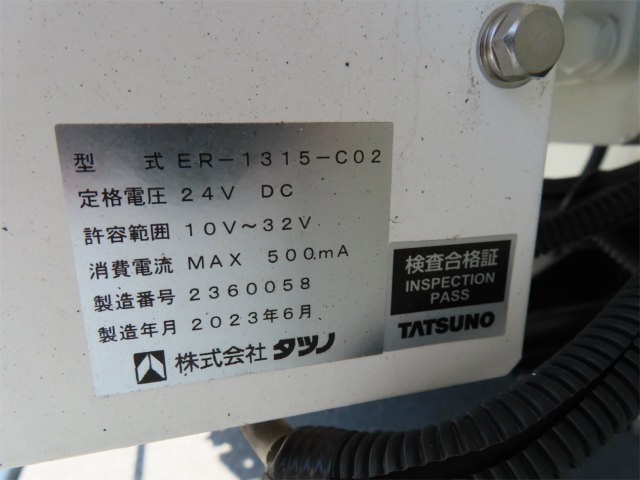 型 式 ER-1315-C02
定格電圧 24V DC
許容範囲 10V～32V
消費電流 MAX 500mA
製造番号 2360058
製造年月 2023年6月
株式会社 タツノ
検査合格証
INSPECTION
PASS
TATSUNO